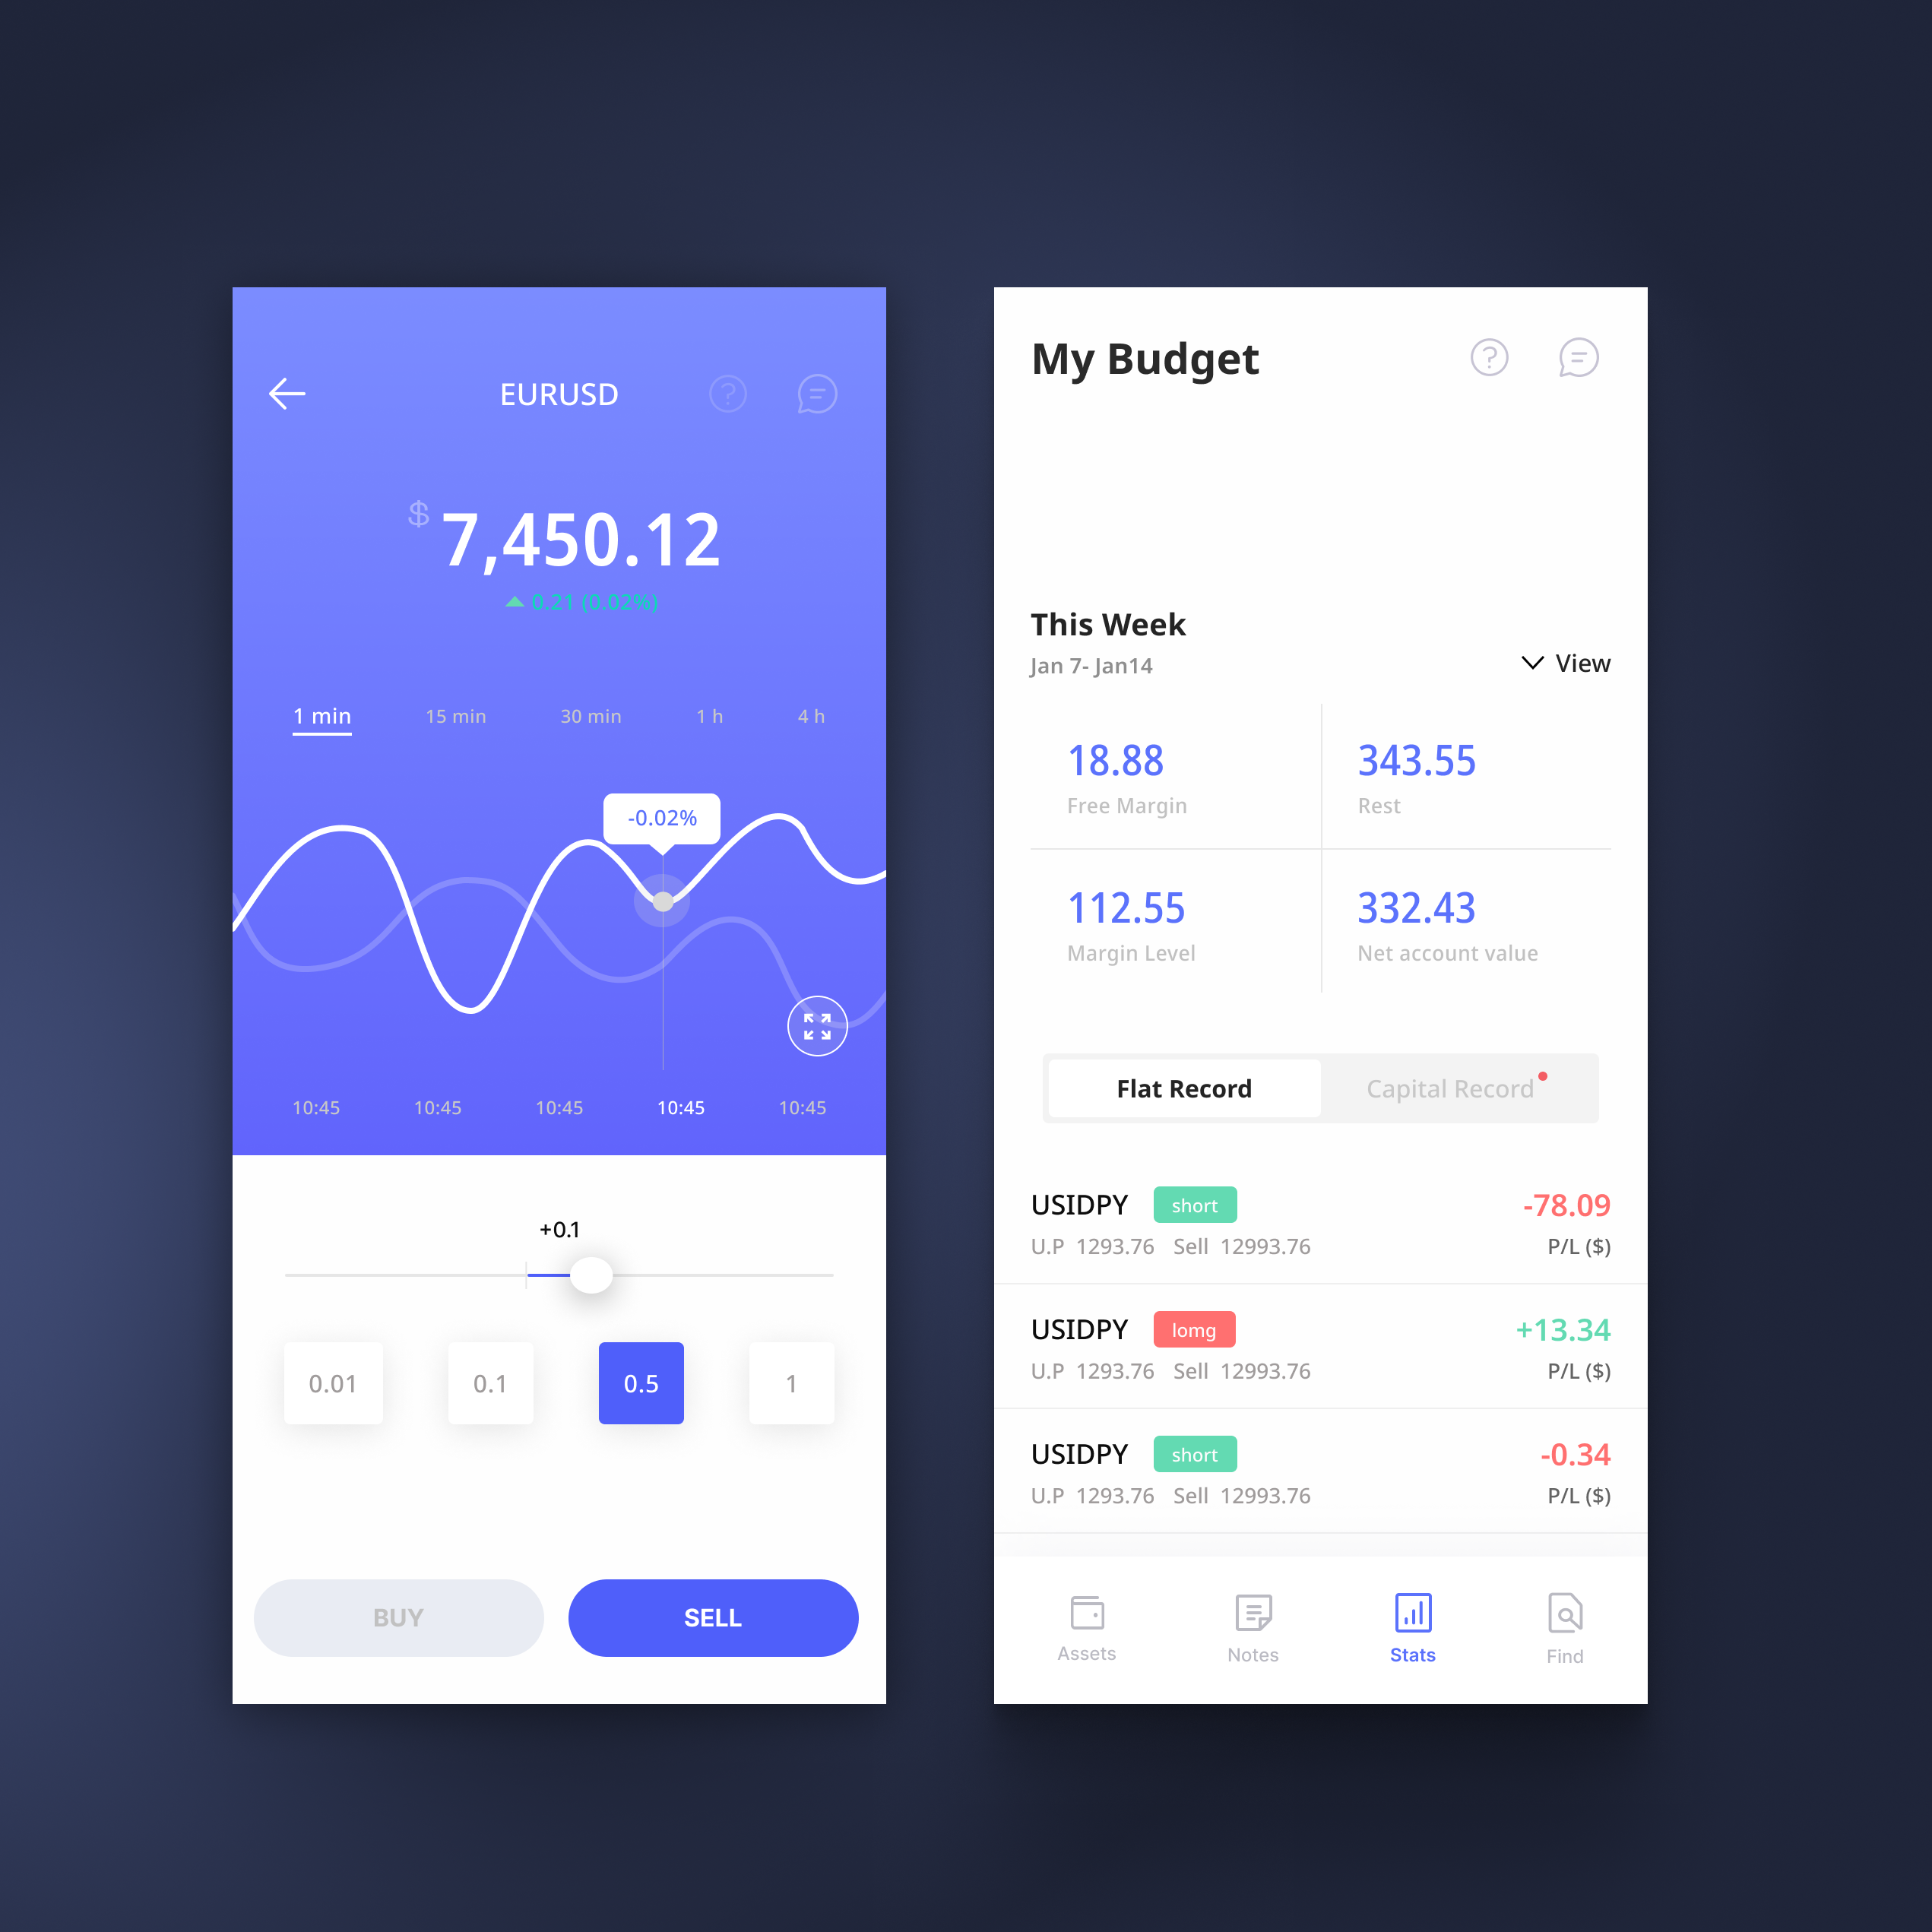 EURUSD
$ 7,450.12
0.21 (0.02%)
1 min 15 min 30 min 1 h 4 h
-0.02%
10:45 10:45 10:45 10:45 10:45
+0.1
0.01 0.1 0.5 1
BUY SELL
My Budget
This Week
Jan 7- Jan14 View
18.88 343.55
Free Margin Rest
112.55 332.43
Margin Level Net account value
Flat Record Capital Record
USIDPY short -78.09
U.P 1293.76 Sell 12993.76 P/L ($)
USIDPY lomg +13.34
U.P 1293.76 Sell 12993.76 P/L ($)
USIDPY short -0.34
U.P 1293.76 Sell 12993.76 P/L ($)
Assets Notes Stats Find